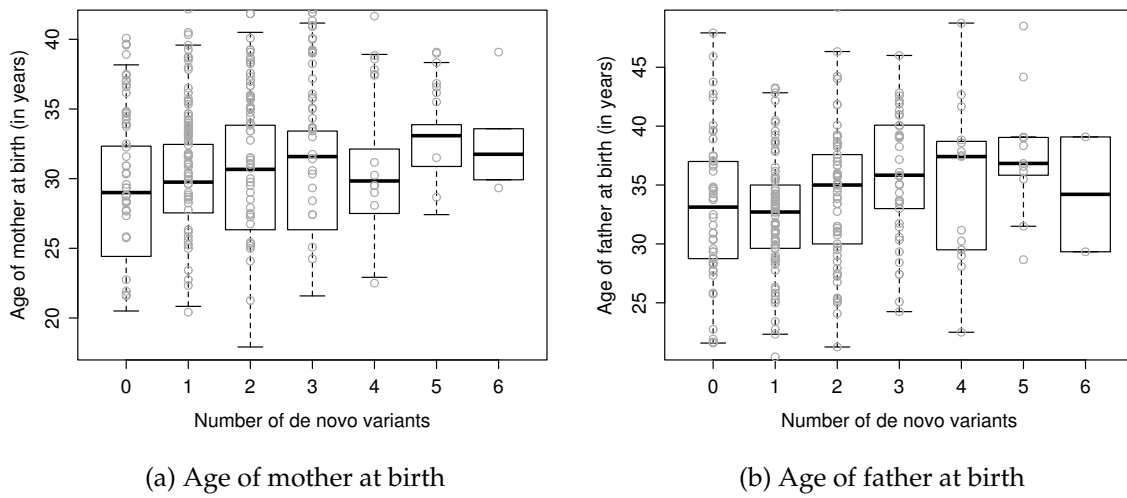 Age of mother at birth (in years)
40
35
30
25
20
0 1 2 3 4 5 6
Number of de novo variants
(a) Age of mother at birth
Age of father at birth (in years)
45
40
35
30
25
0 1 2 3 4 5 6
Number of de novo variants
(b) Age of father at birth